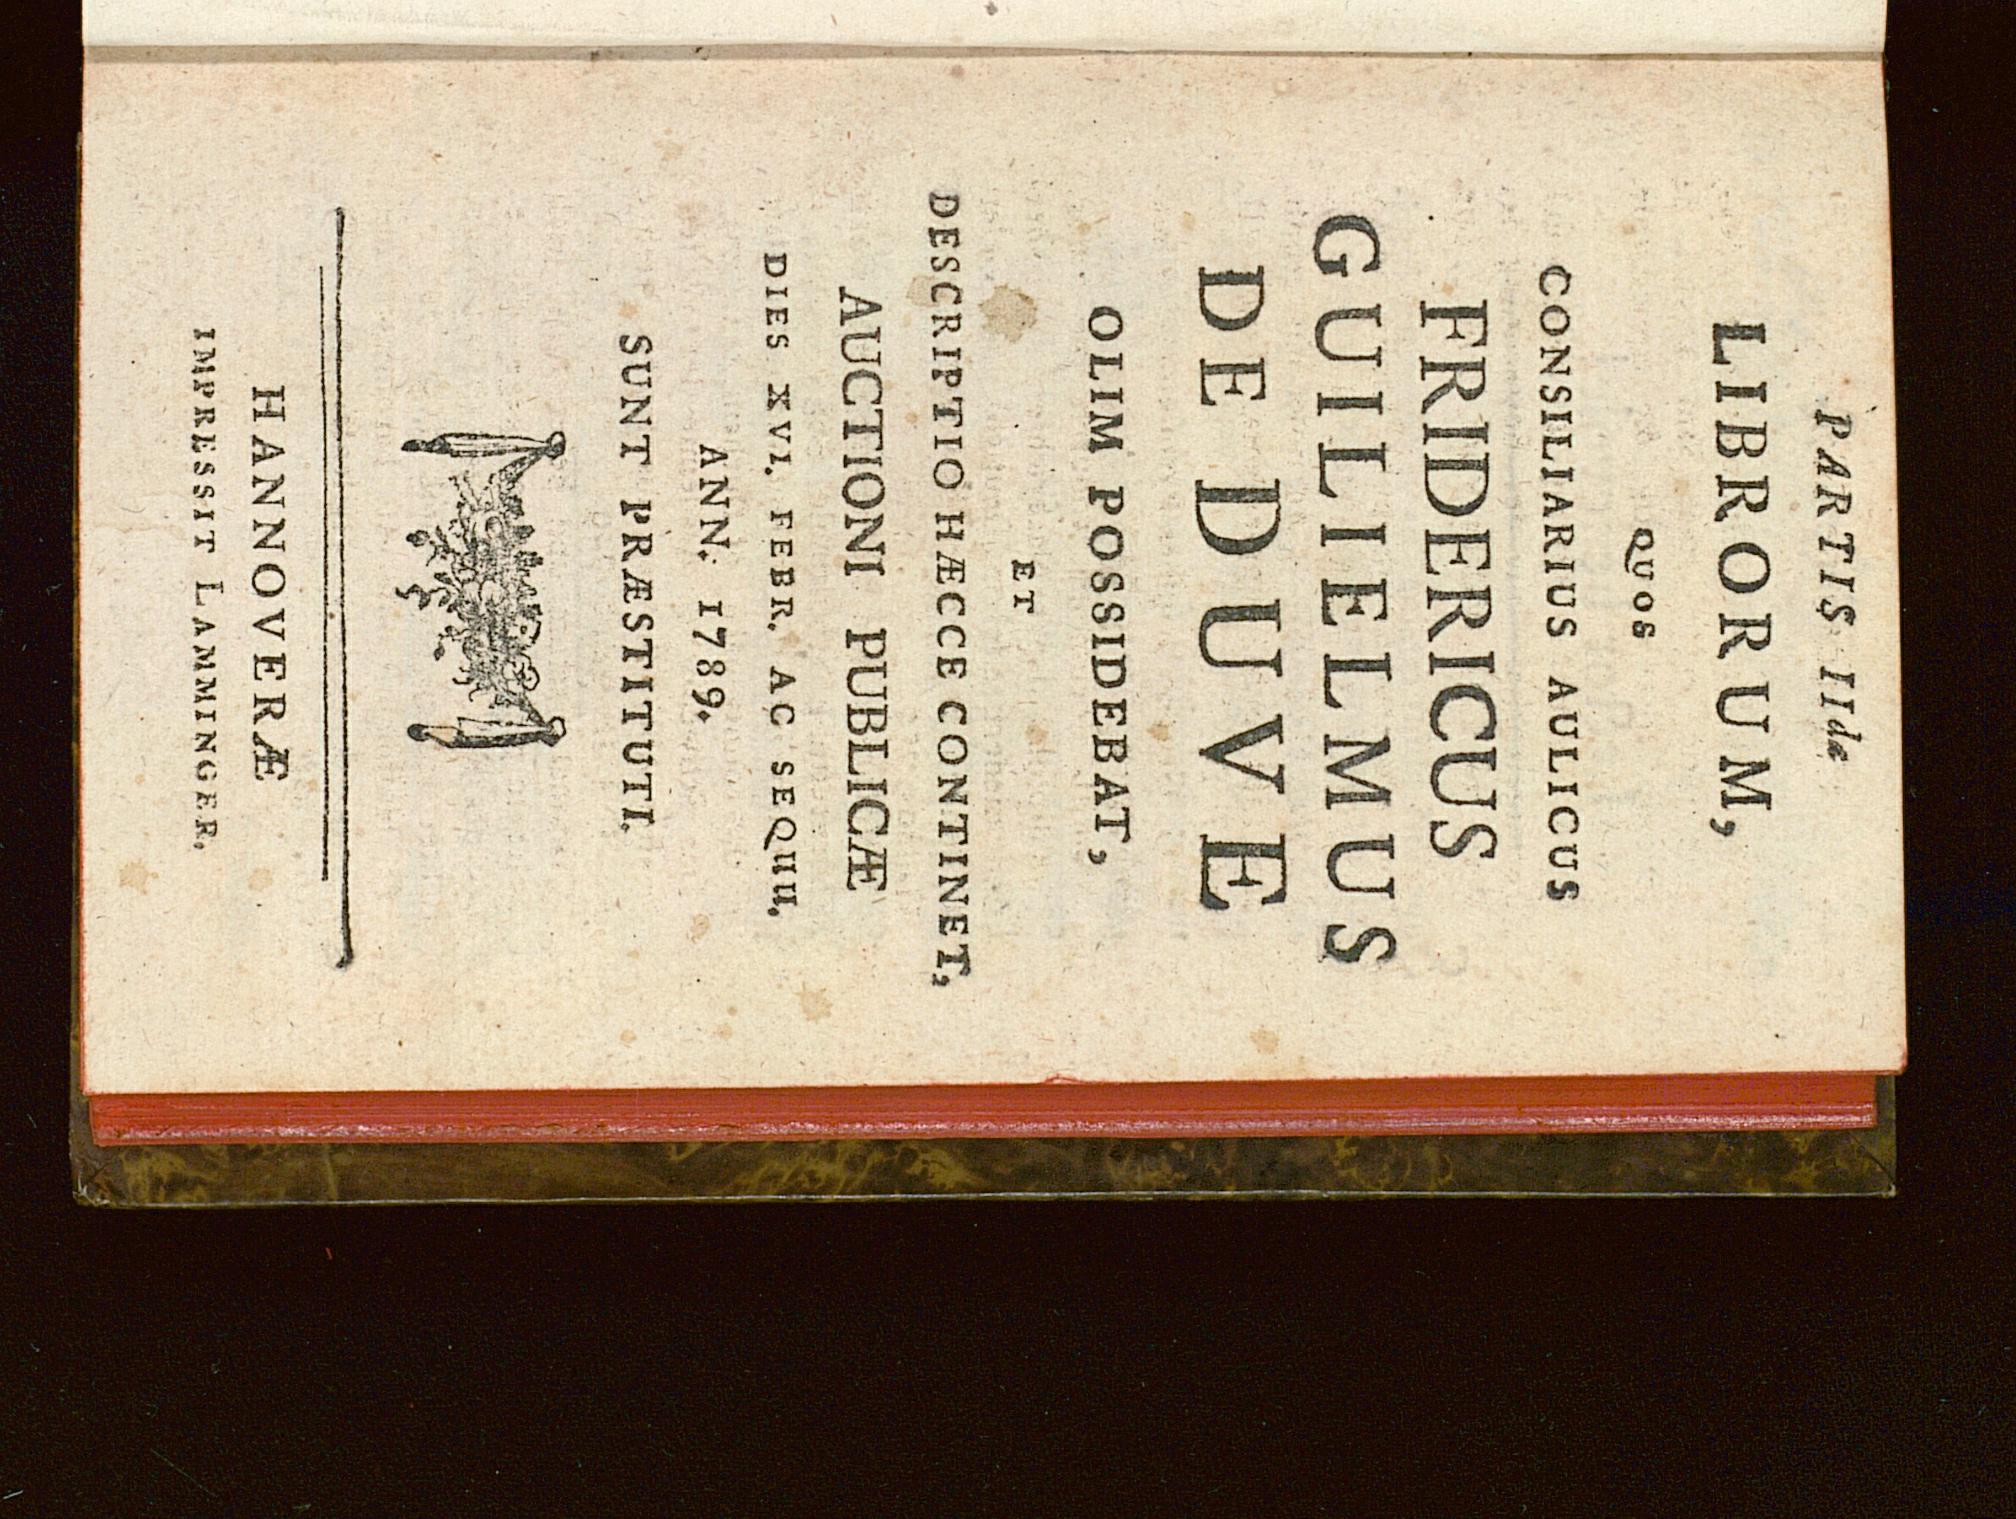 PARTIS IIdæ
LIBRORUM,
QUOS
CONSILIARIUS AULICUS
FRIDERICUS
GUILIELMUS
DE DUVE
OLIM POSSIDEBAT,
ET
DESCRIPTIO HÆCCE CONTINET,
AUCTIONI PUBLICÆ
DIES XVI. FEBR. AC SEQUU.
ANN. 1789.
SUNT PRÆSTITUTI.
HANNOVERÆ
IMPRESSIT LAMMINGER.